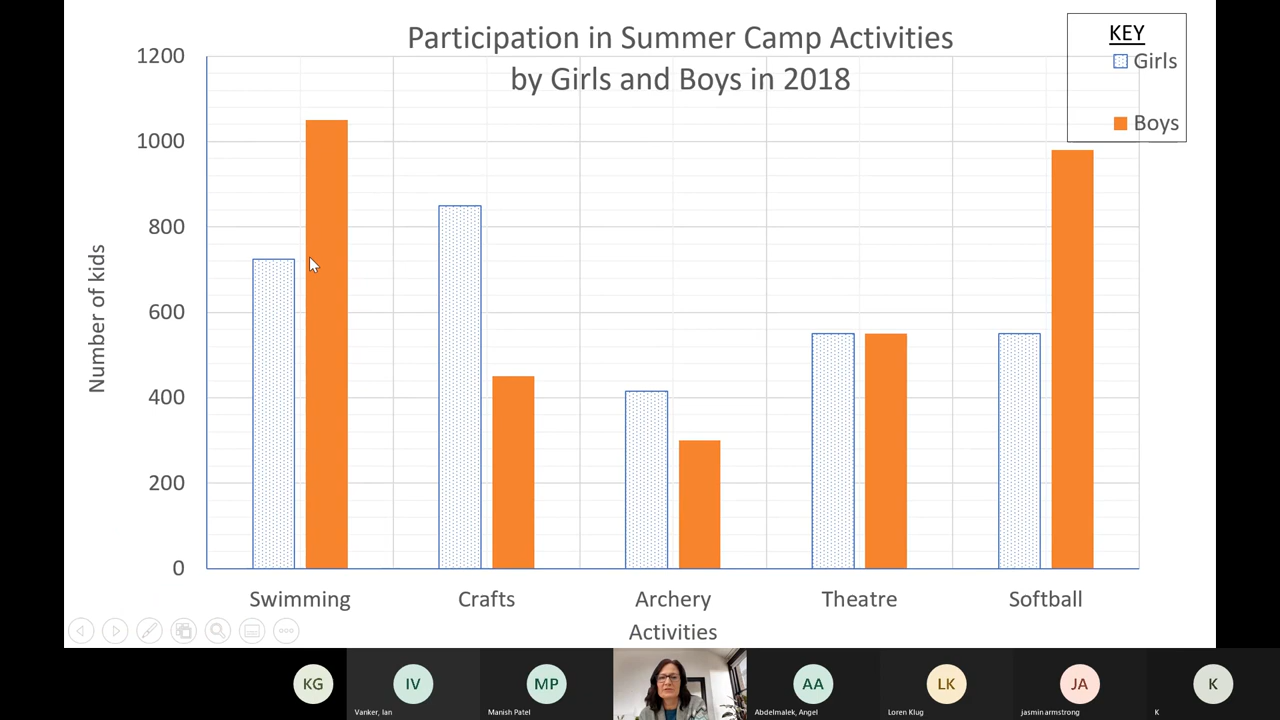 Participation in Summer Camp Activities
by Girls and Boys in 2018
KEY
Girls
Boys
1200
1000
800
600
400
200
0
Number of kids
Swimming
Crafts
Archery
Theatre
Softball
Activities
KG
IV
MP
AA
LK
JA
K
Vanker, Ian
Manish Patel
Abdelmalek, Angel
Loren Klug
jasmin armstrong
K